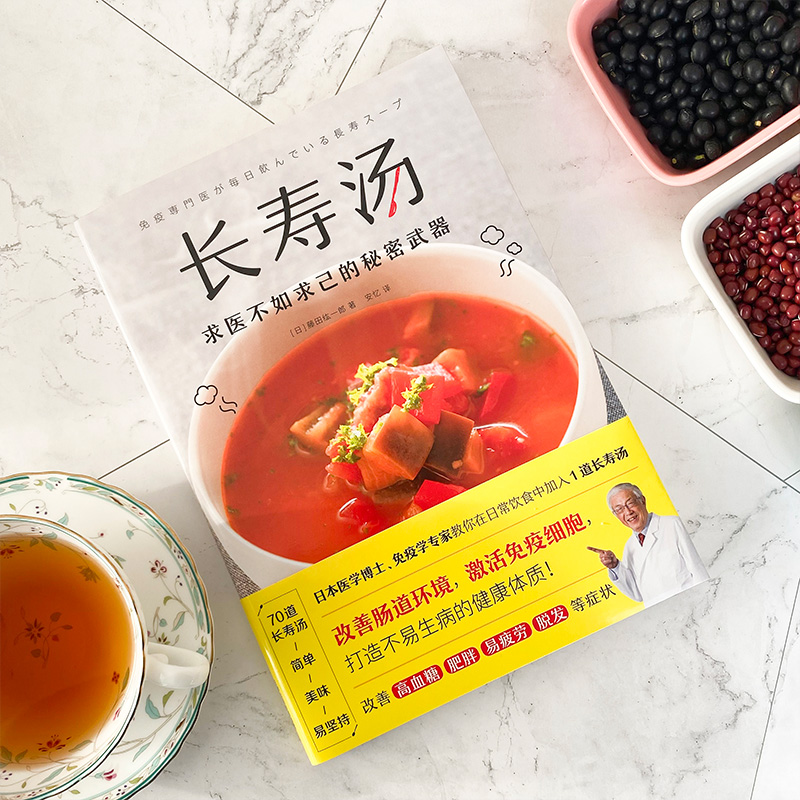 免疫専門医が毎日飲んでいる長寿スープ
长寿汤
求医不如求己的秘密武器
[日]藤田纮一郎 著 安忆 译
日本医学博士、免疫学专家教你在日常饮食中加入1道长寿汤
改善肠道环境，激活免疫细胞，
打造不易生病的健康体质！
改善 高血糖 肥胖 易疲劳 脱发 等症状
70道
长寿汤
简单
美味
易坚持